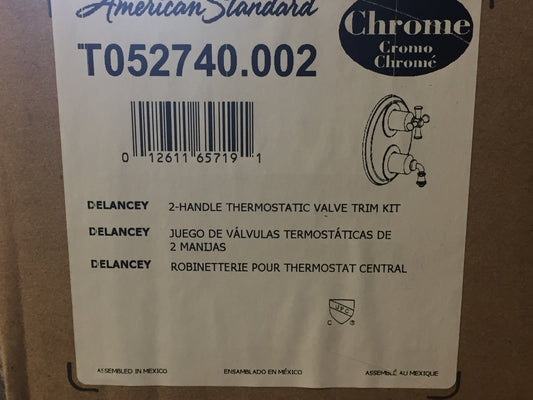 American Standard
Chrome
Cromo
Chromé
T052740.002
0 12611 65719 1
DELANCEY 2-HANDLE THERMOSTATIC VALVE TRIM KIT
DELANCEY JUEGO DE VÁLVULAS TERMOSTÁTICAS DE
2 MANIJAS
DELANCEY ROBINETTERIE POUR THERMOSTAT CENTRAL
UPC
C ®
ASSEMBLED IN MEXICO ENSAMBLADO EN MÉXICO ASSEMBLÉ AU MEXIQUE